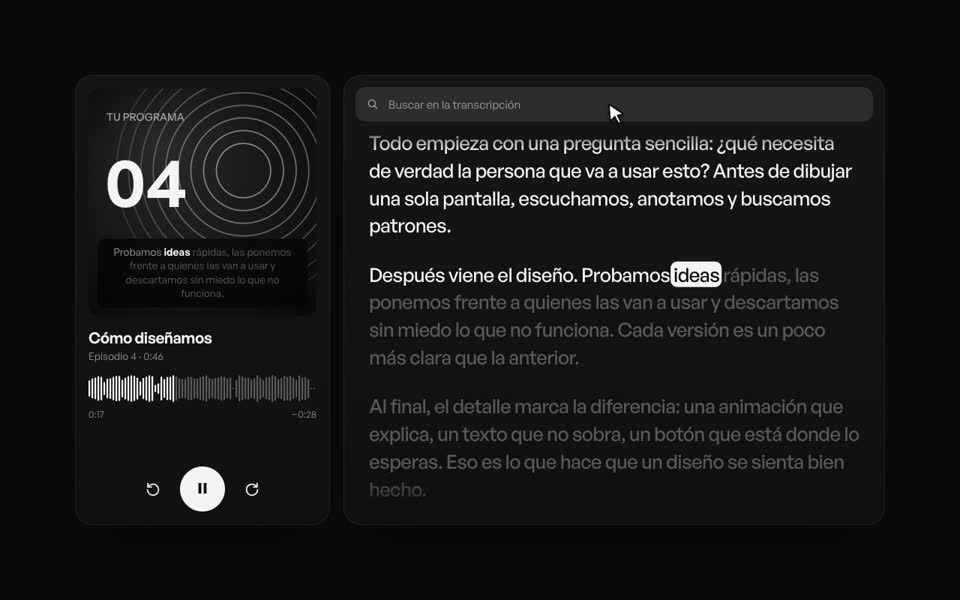 TU PROGRAMA
04
Probamos ideas rápidas, las ponemos
frente a quienes las van a usar y
descartamos sin miedo lo que no
funciona.
Cómo diseñamos
Episodio 4 · 0:46
0:17
−0:28
Buscar en la transcripción
Todo empieza con una pregunta sencilla: ¿qué necesita
de verdad la persona que va a usar esto? Antes de dibujar
una sola pantalla, escuchamos, anotamos y buscamos
patrones.
Después viene el diseño. Probamos ideas rápidas, las
ponemos frente a quienes las van a usar y descartamos
sin miedo lo que no funciona. Cada versión es un poco
más clara que la anterior.
Al final, el detalle marca la diferencia: una animación que
explica, un texto que no sobra, un botón que está donde lo
esperas. Eso es lo que hace que un diseño se sienta bien
hecho.